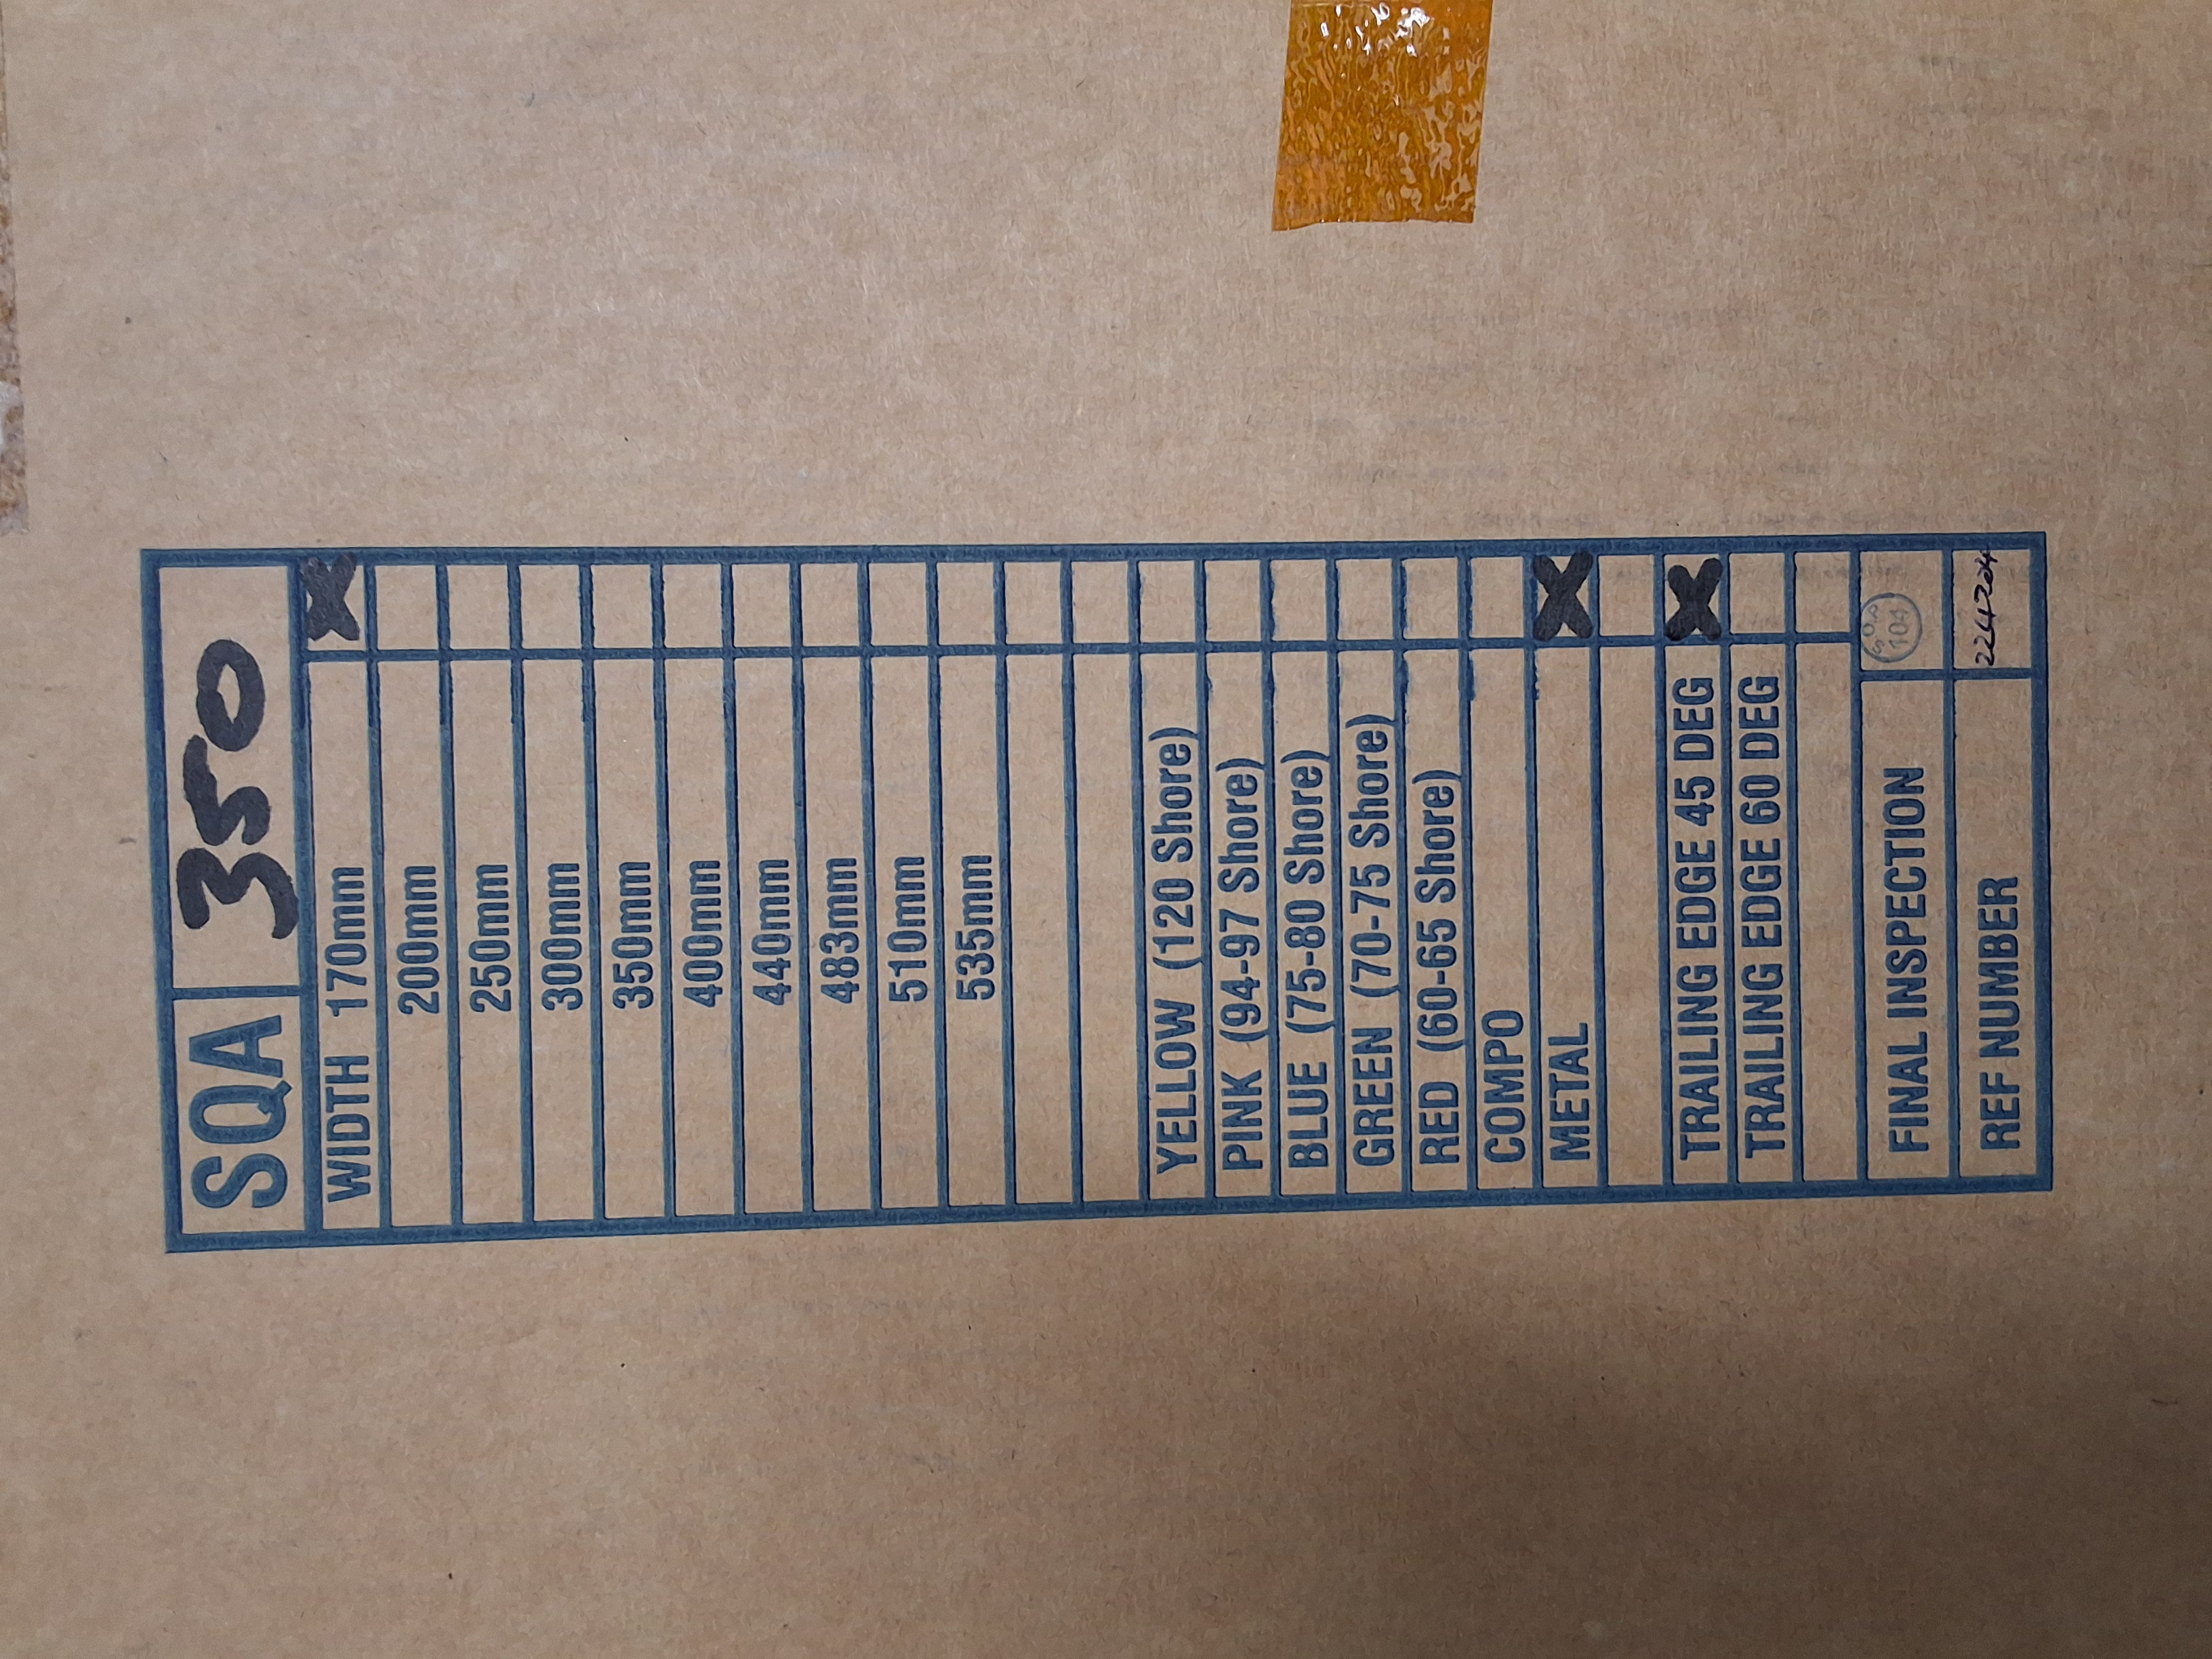 SQA 350
WIDTH 170mm X
200mm
250mm
300mm
350mm
400mm
440mm
483mm
510mm
535mm
YELLOW (120 Shore)
PINK (94-97 Shore)
BLUE (75-80 Shore)
GREEN (70-75 Shore)
RED (60-65 Shore)
COMPO
METAL X
TRAILING EDGE 45 DEG X
TRAILING EDGE 60 DEG
FINAL INSPECTION 104
REF NUMBER